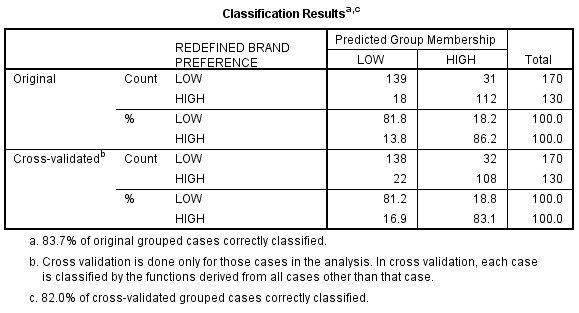 Classification Resultsa,c
Predicted Group Membership
REDEFINED BRAND PREFERENCE LOW HIGH Total
Original Count LOW 139 31 170
HIGH 18 112 130
% LOW 81.8 18.2 100.0
HIGH 13.8 86.2 100.0
Cross-validatedb Count LOW 138 32 170
HIGH 22 108 130
% LOW 81.2 18.8 100.0
HIGH 16.9 83.1 100.0
a. 83.7% of original grouped cases correctly classified.
b. Cross validation is done only for those cases in the analysis. In cross validation, each case
is classified by the functions derived from all cases other than that case.
c. 82.0% of cross-validated grouped cases correctly classified.